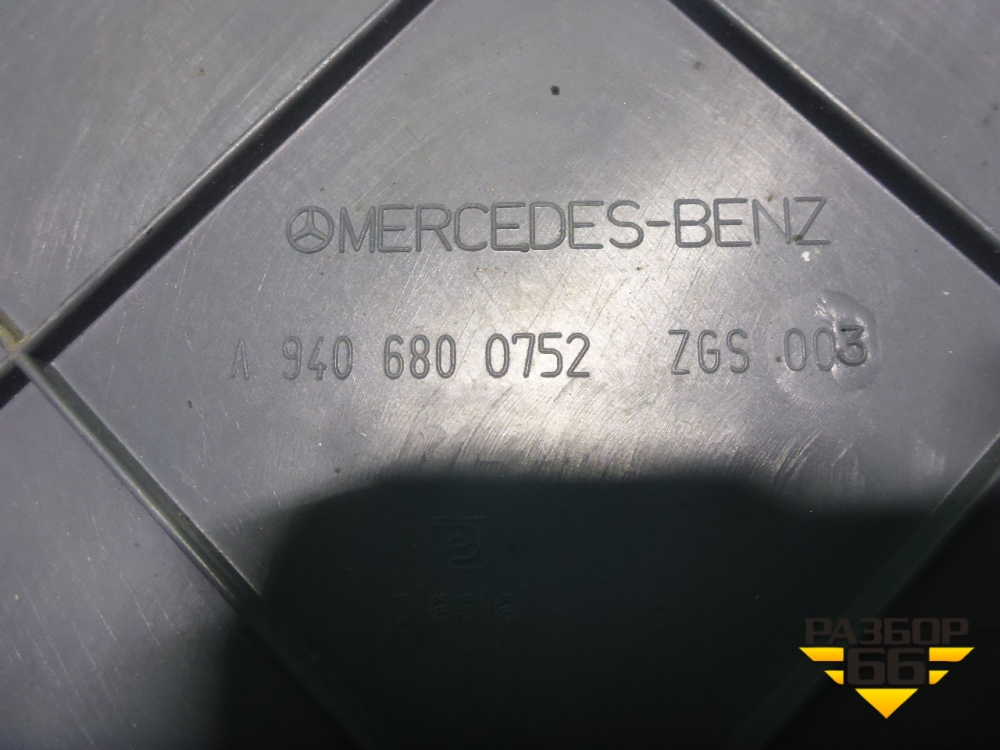 MERCEDES-BENZ
A 940 680 0752 ZGS 003
plastal
РАЗБОР
66